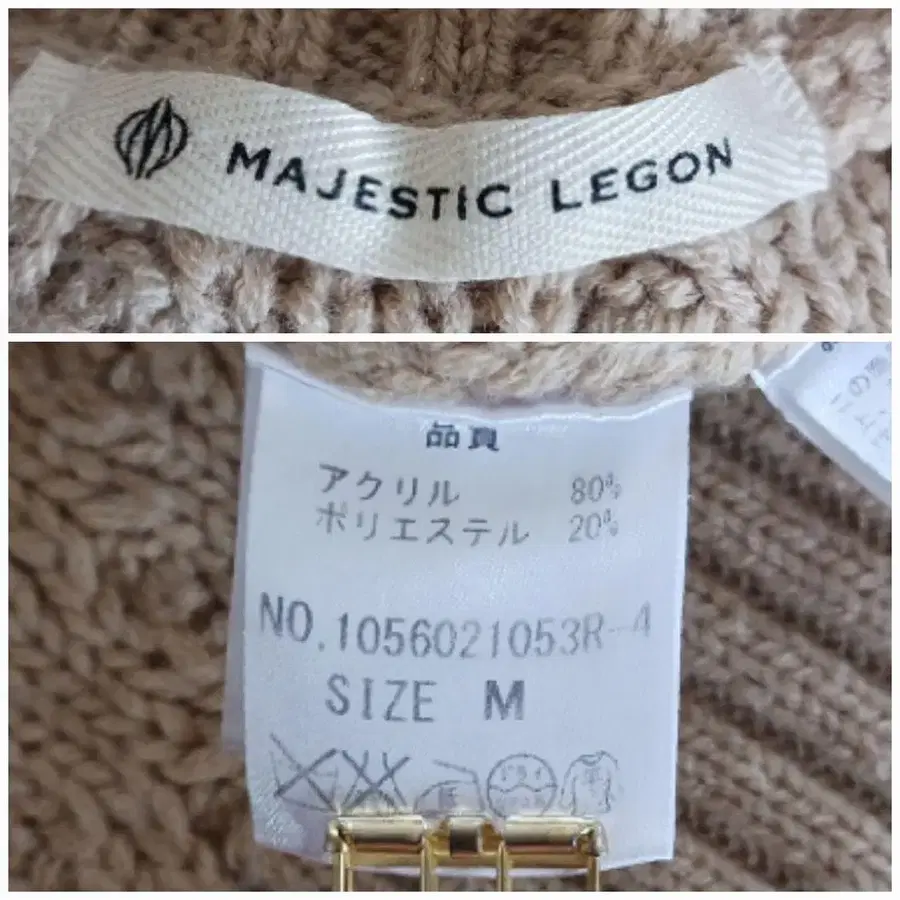 MAJESTIC LEGON
品質
アクリル 80%
ポリエステル 20%
NO.1056021053R-4
SIZE M